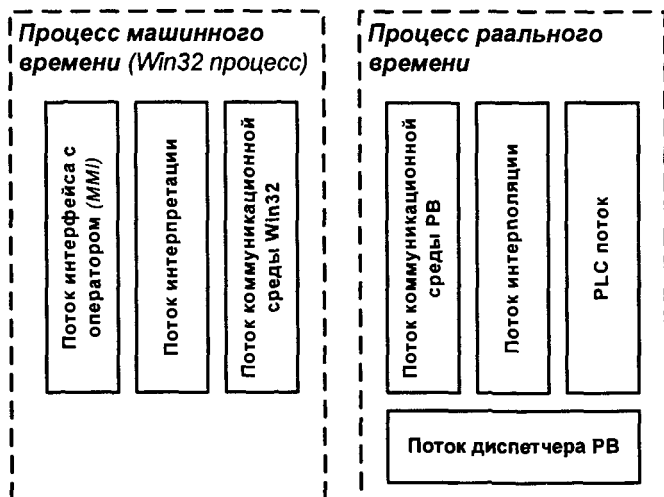 Процесс машинного
времени (Win32 процесс)
Поток интерфейса с
оператором (MMI)
Поток интерпретации
Поток коммуникационной
среды Win32
Процесс раального
времени
Поток коммуникационной
среды РВ
Поток интерполяции
PLC поток
Поток диспетчера РВ